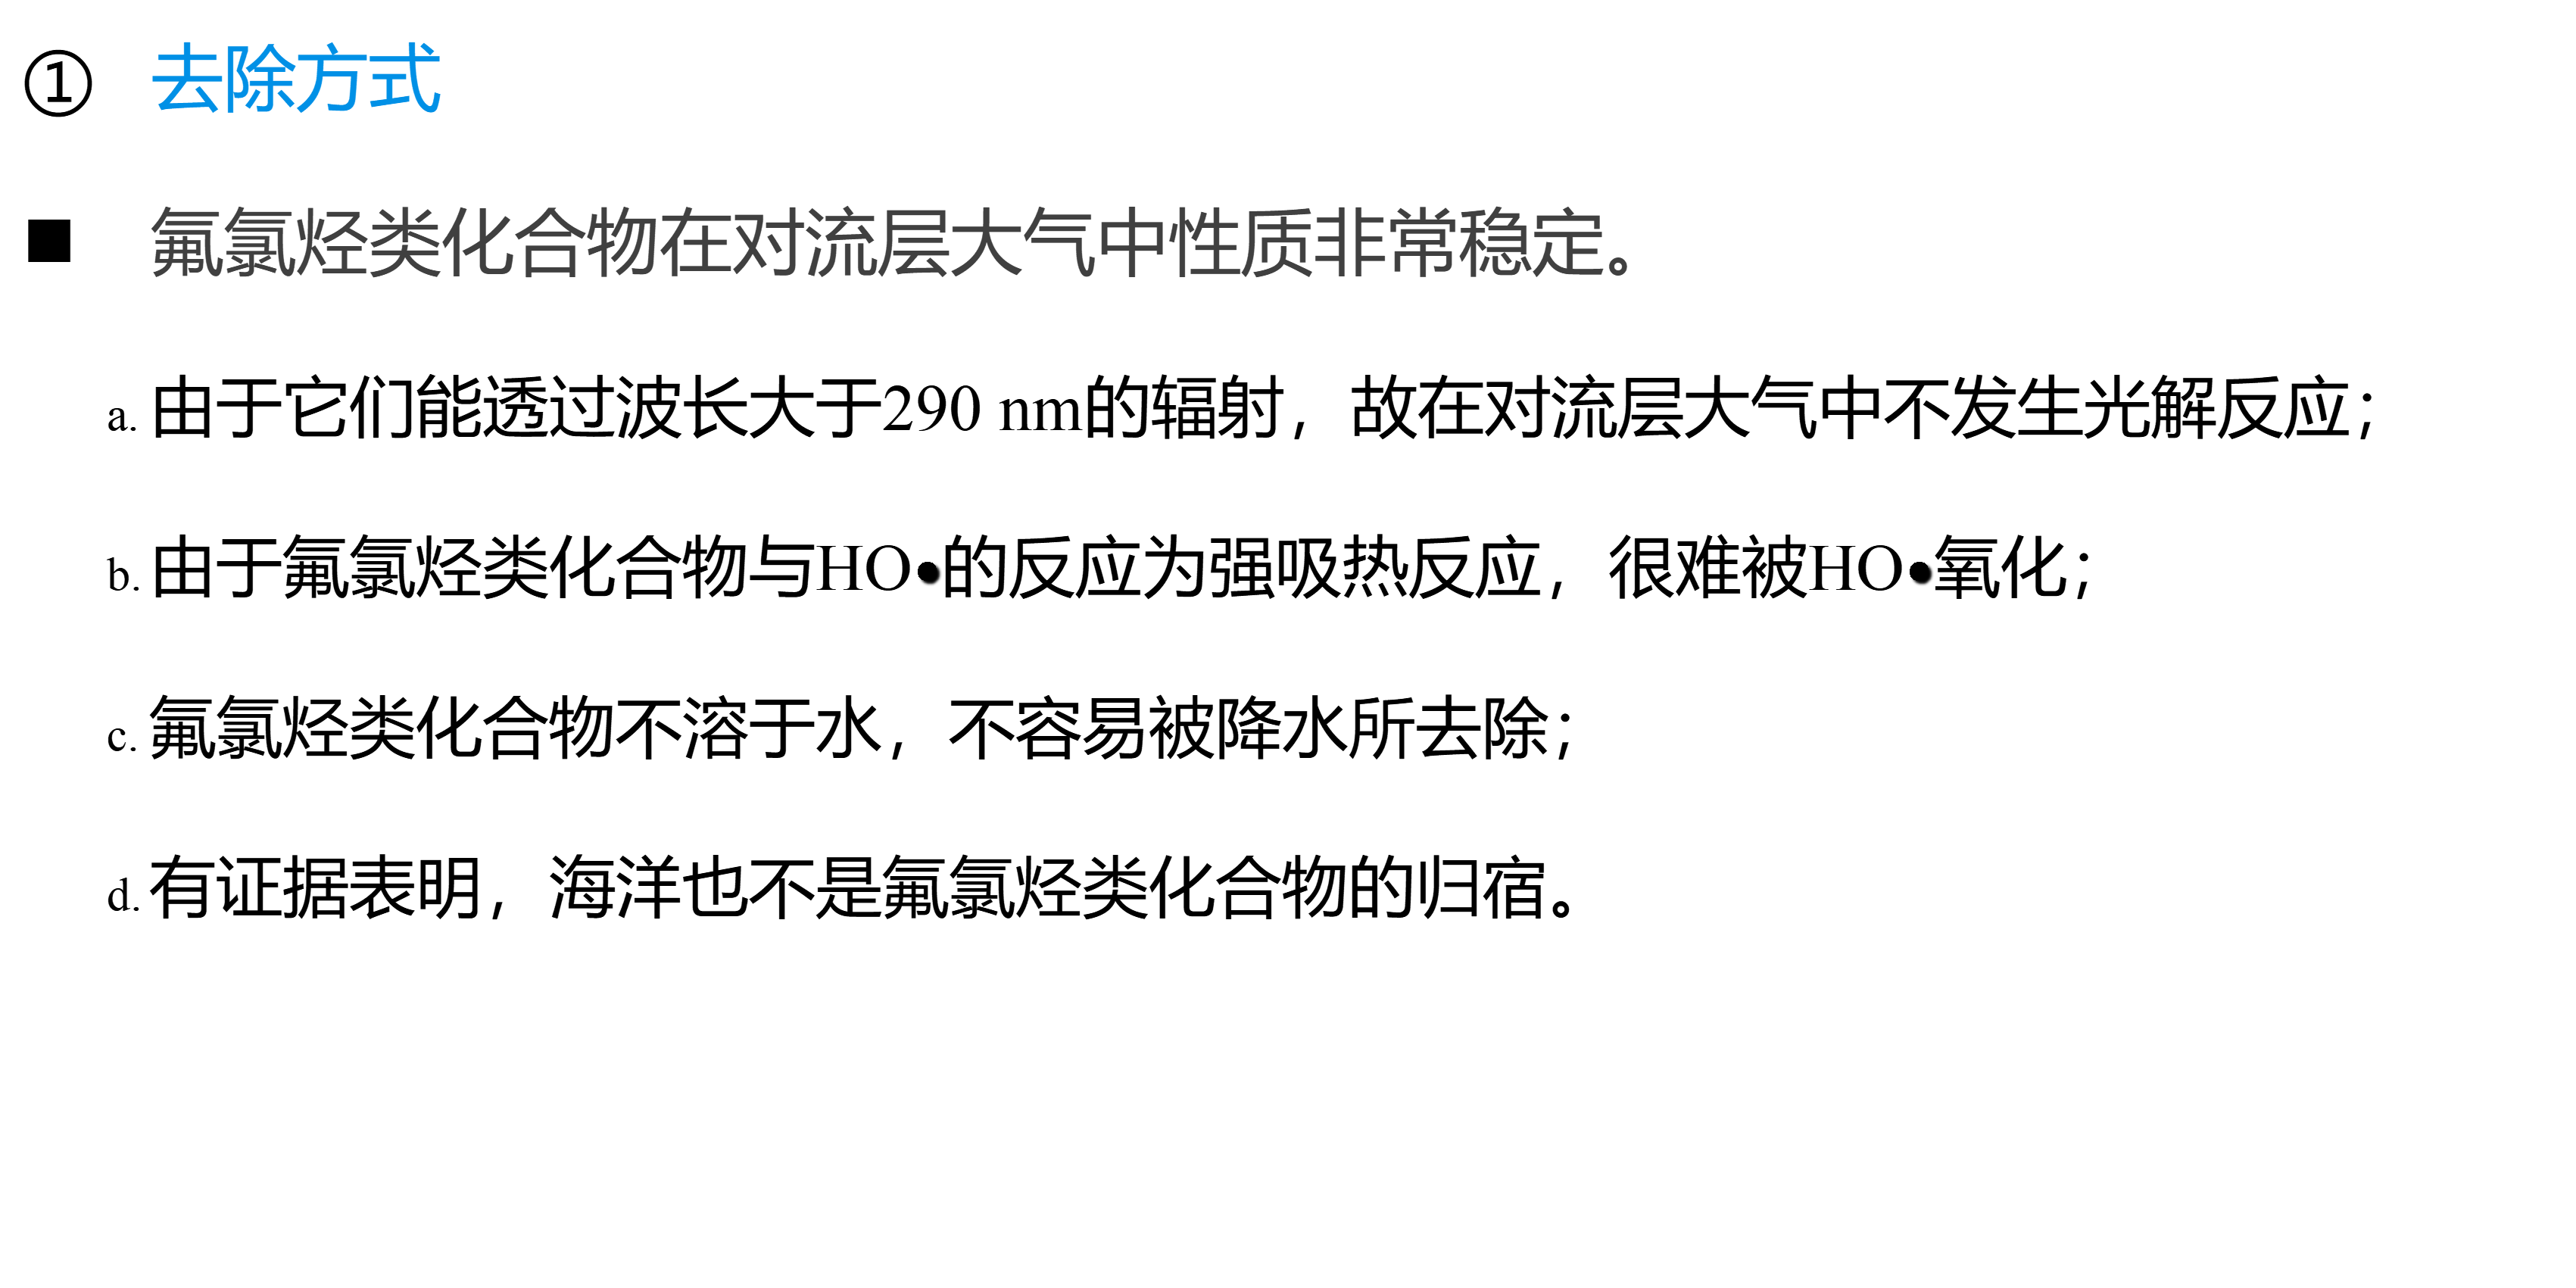 ① 去除方式
■ 氟氯烃类化合物在对流层大气中性质非常稳定。
a. 由于它们能透过波长大于290 nm的辐射，故在对流层大气中不发生光解反应；
b. 由于氟氯烃类化合物与HO•的反应为强吸热反应，很难被HO•氧化；
c. 氟氯烃类化合物不溶于水，不容易被降水所去除；
d. 有证据表明，海洋也不是氟氯烃类化合物的归宿。